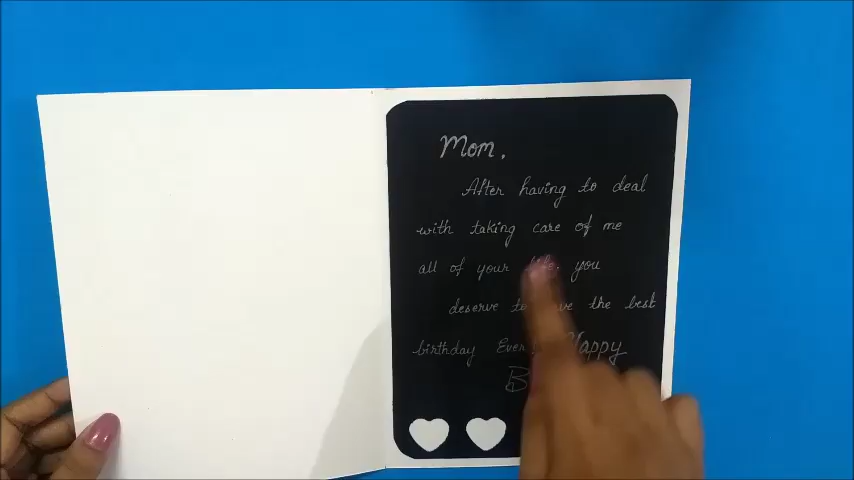 Mom,
After having to deal
with taking care of me
all of your you
deserve to the best
birthday Happy